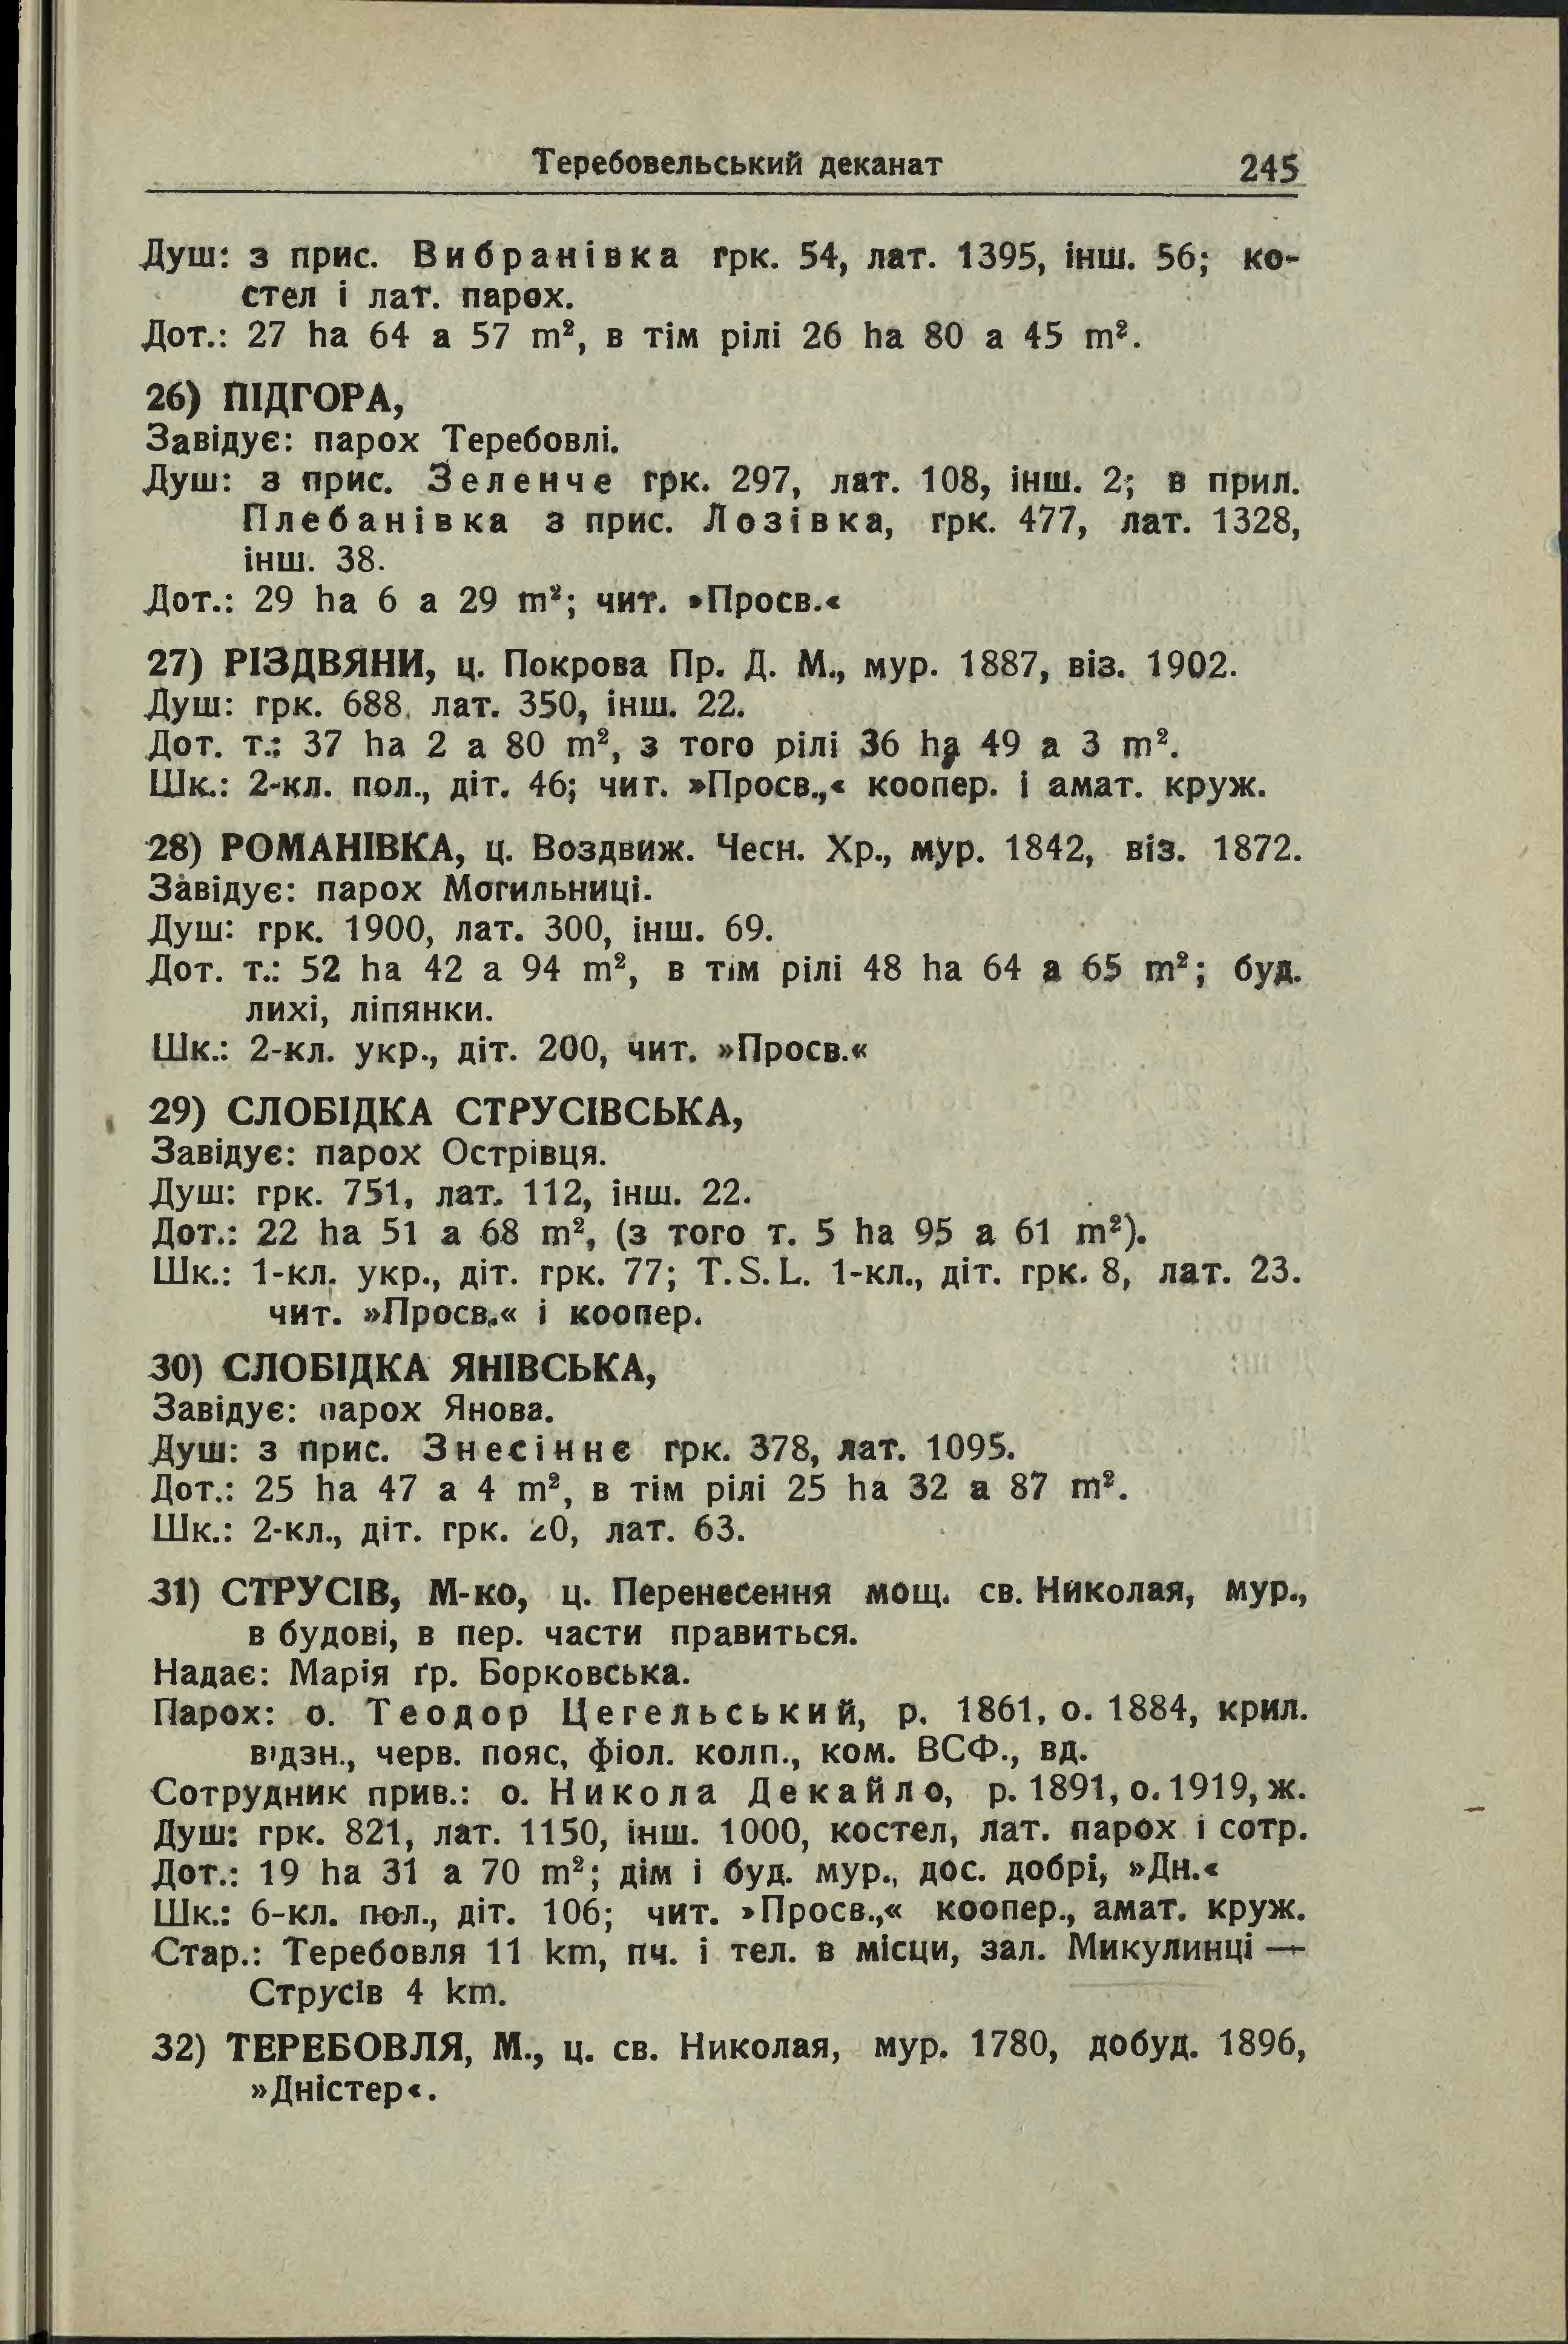 Теребовельський деканат 245
Душ: з прис. Вибранівка грк. 54, лат. 1395, інш. 56; ко-
стел і лат. парох.
Дот.: 27 ha 64 a 57 m², в тім рілі 26 ha 80 a 45 m².
26) ПІДГОРА,
Завідує: парох Теребовлі.
Душ: з прис. Зеленче грк. 297, лат. 108, інш. 2; в прил.
Плебанівка з прис. Лозівка, грк. 477, лат. 1328,
інш. 38.
Дот.: 29 ha 6 a 29 m²; чит. »Просв.«
27) РІЗДВЯНИ, ц. Покрова Пр. Д. М., мур. 1887, віз. 1902.
Душ: грк. 688, лат. 350, інш. 22.
Дот. т.: 37 ha 2 a 80 m², з того рілі 36 ha 49 a 3 m².
Шк.: 2-кл. пол., діт. 46; чит. »Просв.,« коопер. і амат. круж.
28) РОМАНІВКА, ц. Воздвиж. Чесн. Хр., мур. 1842, віз. 1872.
Завідує: парох Могильниці.
Душ: грк. 1900, лат. 300, інш. 69.
Дот. т.: 52 ha 42 a 94 m², в тім рілі 48 ha 64 a 65 m²; буд.
лихі, ліпянки.
Шк.: 2-кл. укр., діт. 200, чит. »Просв.«
29) СЛОБІДКА СТРУСІВСЬКА,
Завідує: парох Острівця.
Душ: грк. 751, лат. 112, інш. 22.
Дот.: 22 ha 51 a 68 m², (з того т. 5 ha 95 a 61 m²).
Шк.: 1-кл. укр., діт. грк. 77; T. S. L. 1-кл., діт. грк. 8, лат. 23.
чит. »Просв.« і коопер.
30) СЛОБІДКА ЯНІВСЬКА,
Завідує: парох Янова.
Душ: з прис. Знесіннє грк. 378, лат. 1095.
Дот.: 25 ha 47 a 4 m², в тім рілі 25 ha 32 a 87 m².
Шк.: 2-кл., діт. грк. 20, лат. 63.
31) СТРУСІВ, М-ко, ц. Перенесення мощ. св. Николая, мур.,
в будові, в пер. части правиться.
Надає: Марія ґр. Борковська.
Парох: о. Теодор Цегельський, р. 1861, о. 1884, крил.
відзн., черв. пояс, фіол. колп., ком. ВСФ., вд.
Сотрудник прив.: о. Никола Декайло, р. 1891, о. 1919, ж.
Душ: грк. 821, лат. 1150, інш. 1000, костел, лат. парох і сотр.
Дот.: 19 ha 31 a 70 m²; дім і буд. мур., дос. добрі, »Дн.«
Шк.: 6-кл. пол., діт. 106; чит. »Просв.,« коопер., амат. круж.
Стар.: Теребовля 11 km, пч. і тел. в місци, зал. Микулинці —
Струсів 4 km.
32) ТЕРЕБОВЛЯ, М., ц. св. Николая, мур. 1780, добуд. 1896,
»Дністер«.